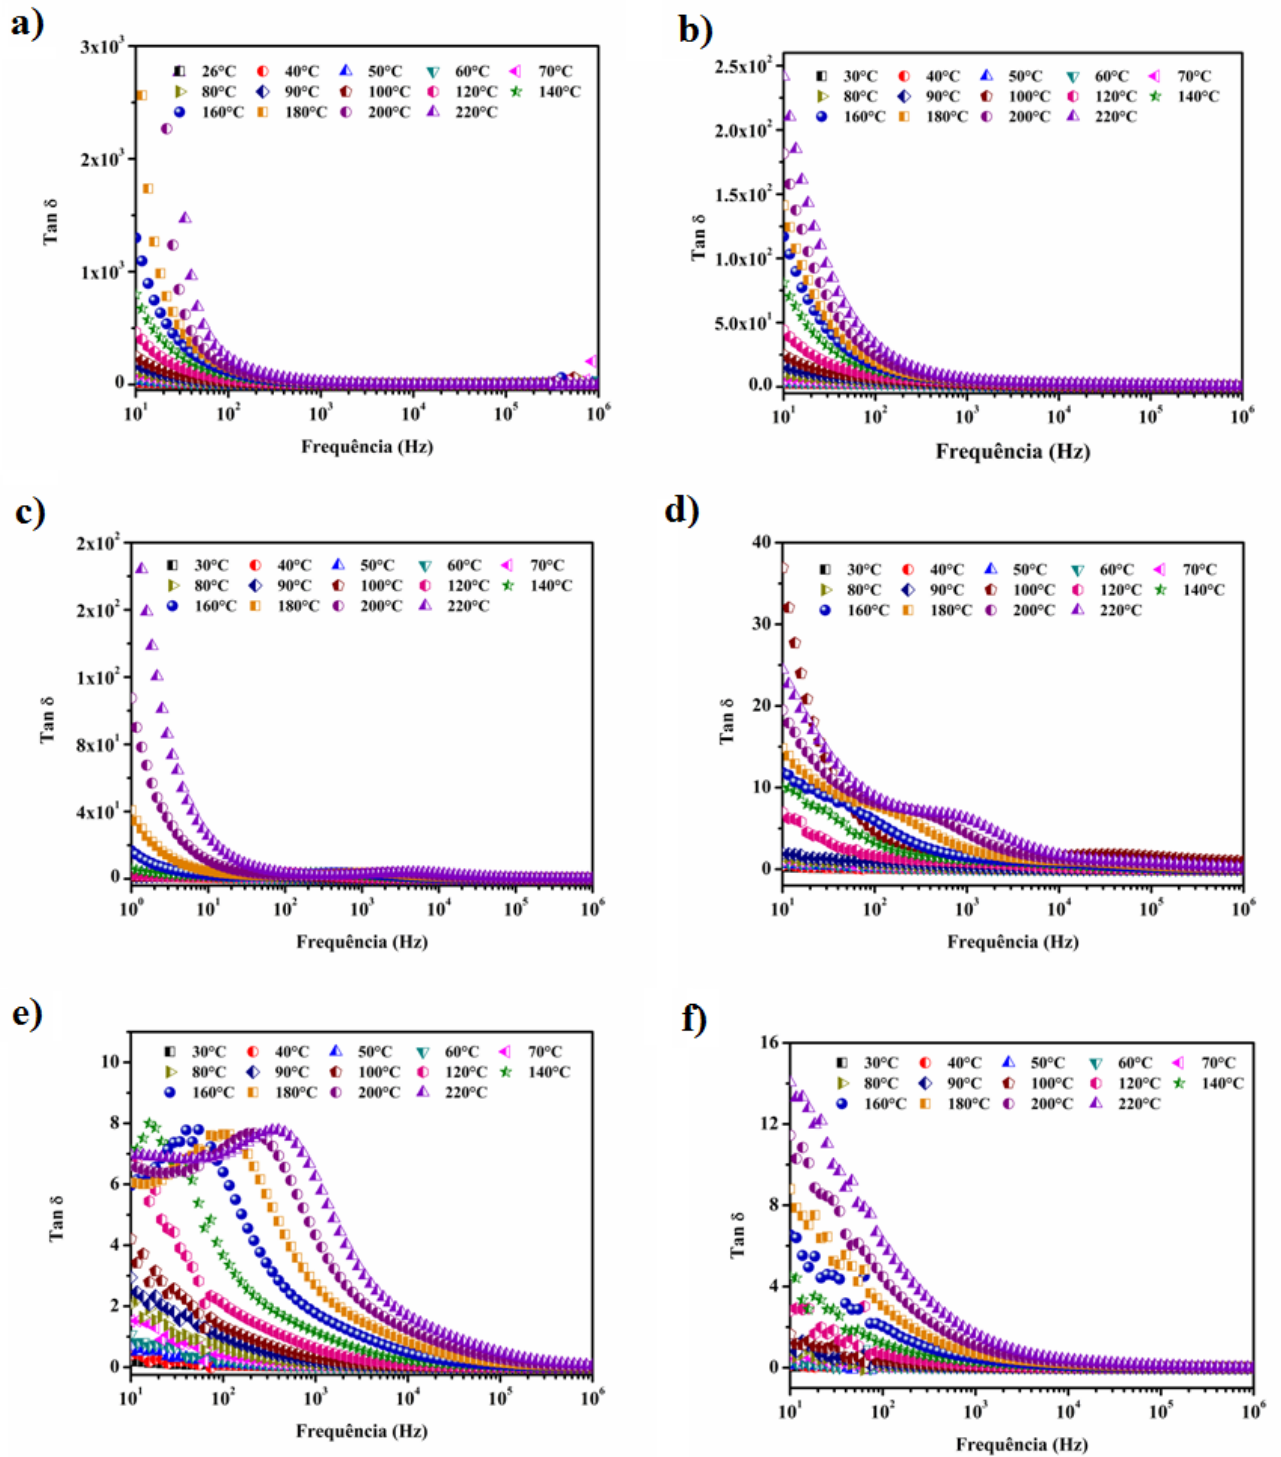 a)
3x10³
2x10³
1x10³
0
Tan δ
26°C 40°C 50°C 60°C 70°C
80°C 90°C 100°C 120°C 140°C
160°C 180°C 200°C 220°C
10¹ 10² 10³ 10⁴ 10⁵ 10⁶
Frequência (Hz)
b)
2.5x10²
2.0x10²
1.5x10²
1.0x10²
5.0x10¹
0.0
Tan δ
30°C 40°C 50°C 60°C 70°C
80°C 90°C 100°C 120°C 140°C
160°C 180°C 200°C 220°C
10¹ 10² 10³ 10⁴ 10⁵ 10⁶
Frequência (Hz)
c)
2x10²
2x10²
1x10²
8x10¹
4x10¹
0
Tan δ
30°C 40°C 50°C 60°C 70°C
80°C 90°C 100°C 120°C 140°C
160°C 180°C 200°C 220°C
10⁰ 10¹ 10² 10³ 10⁴ 10⁵ 10⁶
Frequência (Hz)
d)
40
30
20
10
0
Tan δ
30°C 40°C 50°C 60°C 70°C
80°C 90°C 100°C 120°C 140°C
160°C 180°C 200°C 220°C
10¹ 10² 10³ 10⁴ 10⁵ 10⁶
Frequência (Hz)
e)
10
8
6
4
2
0
Tan δ
30°C 40°C 50°C 60°C 70°C
80°C 90°C 100°C 120°C 140°C
160°C 180°C 200°C 220°C
10¹ 10² 10³ 10⁴ 10⁵ 10⁶
Frequência (Hz)
f)
16
12
8
4
0
Tan δ
30°C 40°C 50°C 60°C 70°C
80°C 90°C 100°C 120°C 140°C
160°C 180°C 200°C 220°C
10¹ 10² 10³ 10⁴ 10⁵ 10⁶
Frequência (Hz)